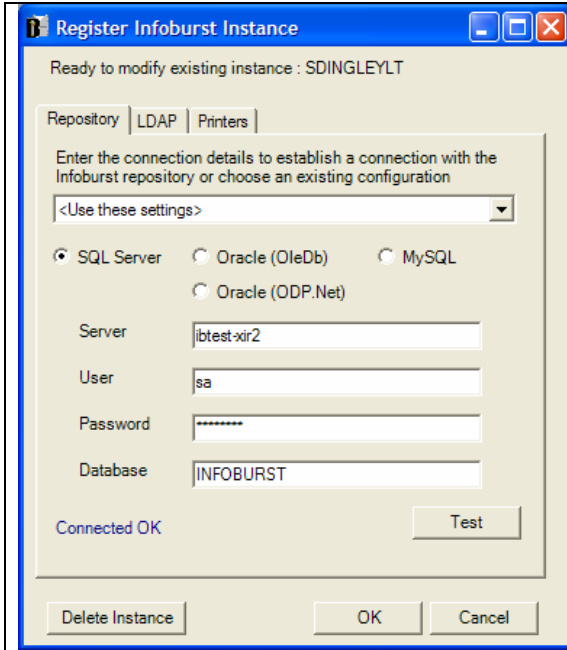 Register Infoburst Instance
Ready to modify existing instance : SDINGLEYLT
Repository LDAP Printers
Enter the connection details to establish a connection with the
Infoburst repository or choose an existing configuration
<Use these settings>
SQL Server Oracle (OleDb) MySQL
Oracle (ODP.Net)
Server ibtest-xir2
User sa
Password ********
Database INFOBURST
Connected OK Test
Delete Instance OK Cancel